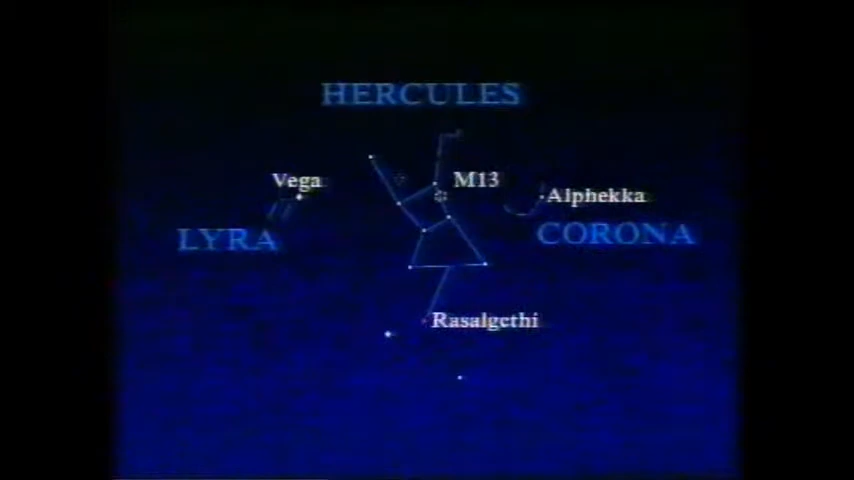 HERCULES
Vega
M13
Alphekka
LYRA
CORONA
Rasalgethi